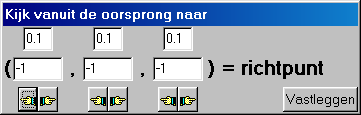 Kijk vanuit de oorsprong naar
0.1 0.1 0.1
( -1 , -1 , -1 ) = richtpunt
Vastleggen